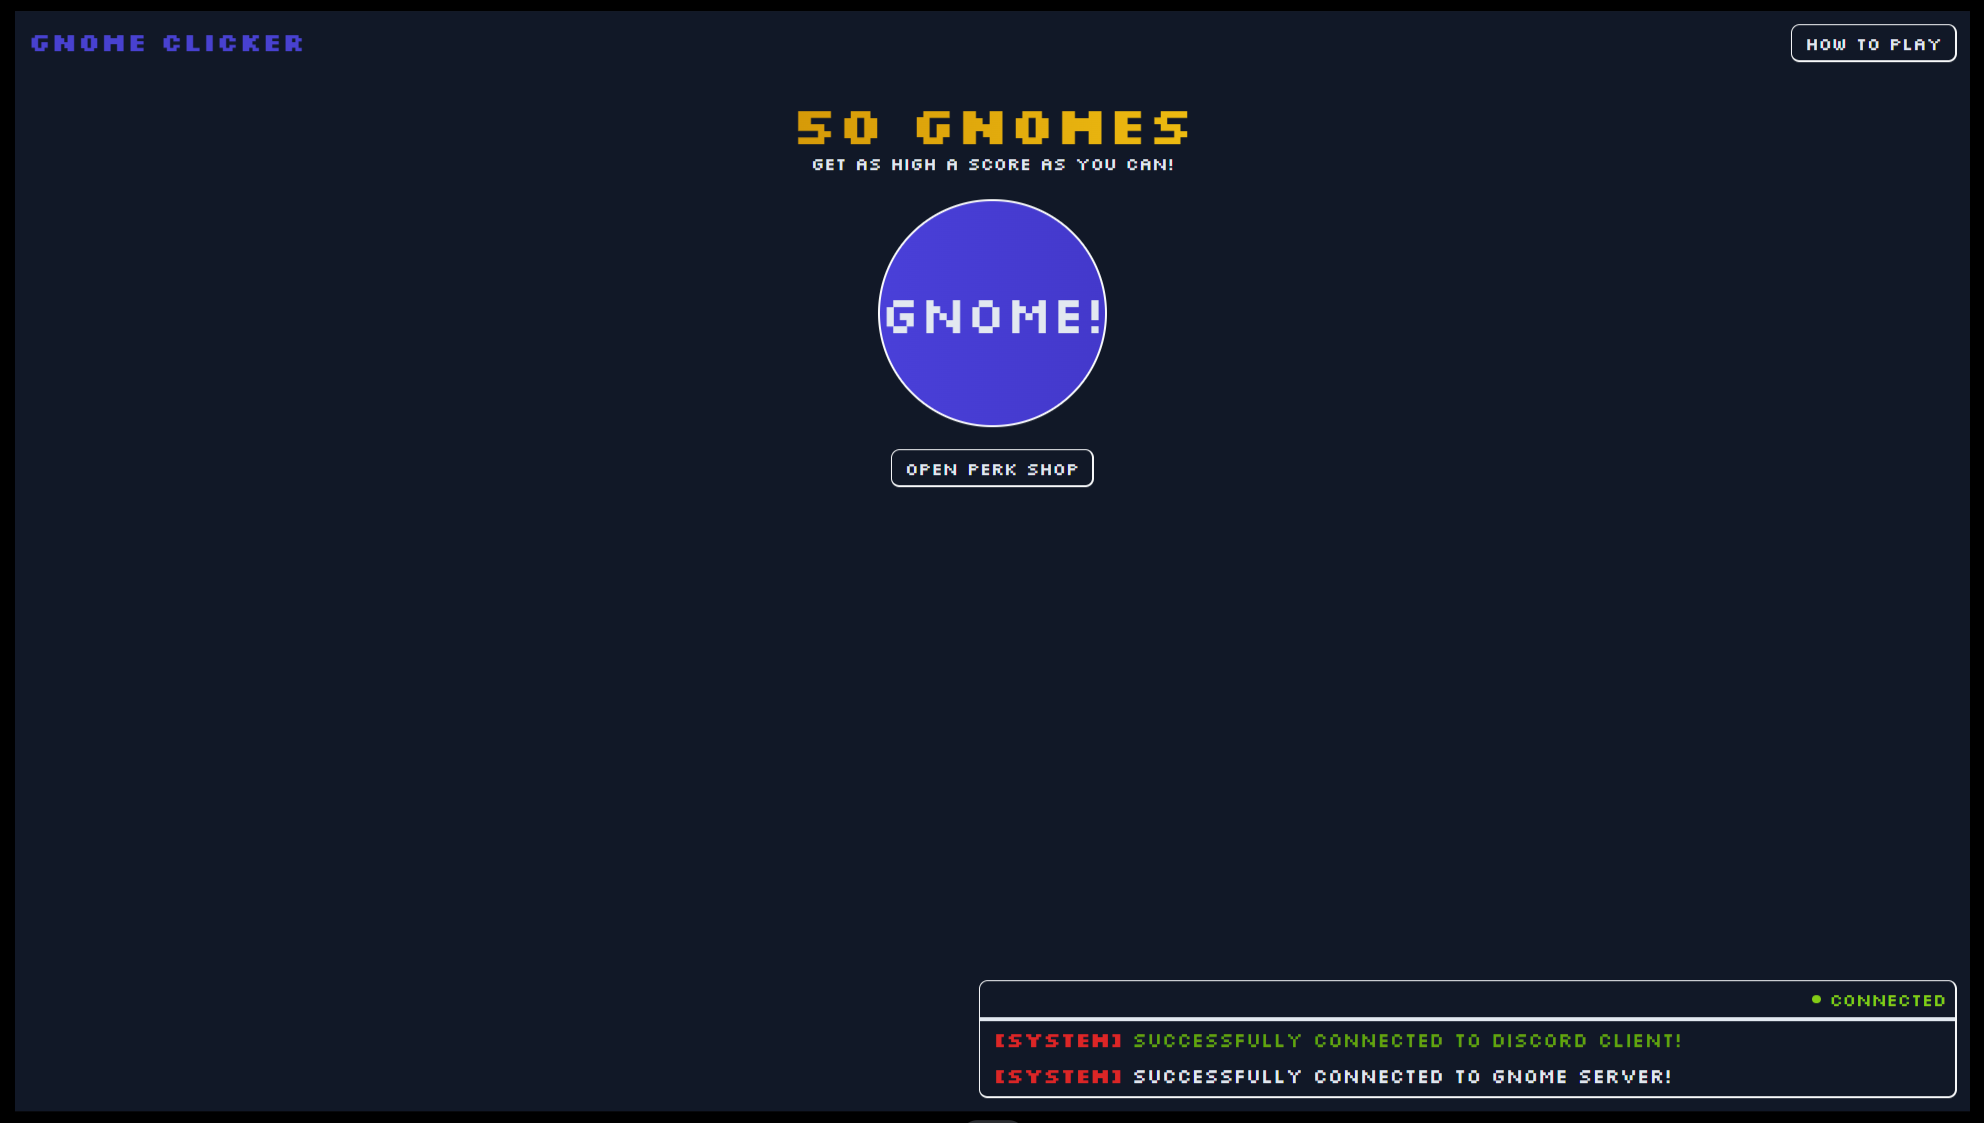 GNOME CLICKER
HOW TO PLAY
50 GNOMES
GET AS HIGH A SCORE AS YOU CAN!
GNOME!
OPEN PERK SHOP
CONNECTED
[SYSTEM] SUCCESSFULLY CONNECTED TO DISCORD CLIENT!
[SYSTEM] SUCCESSFULLY CONNECTED TO GNOME SERVER!